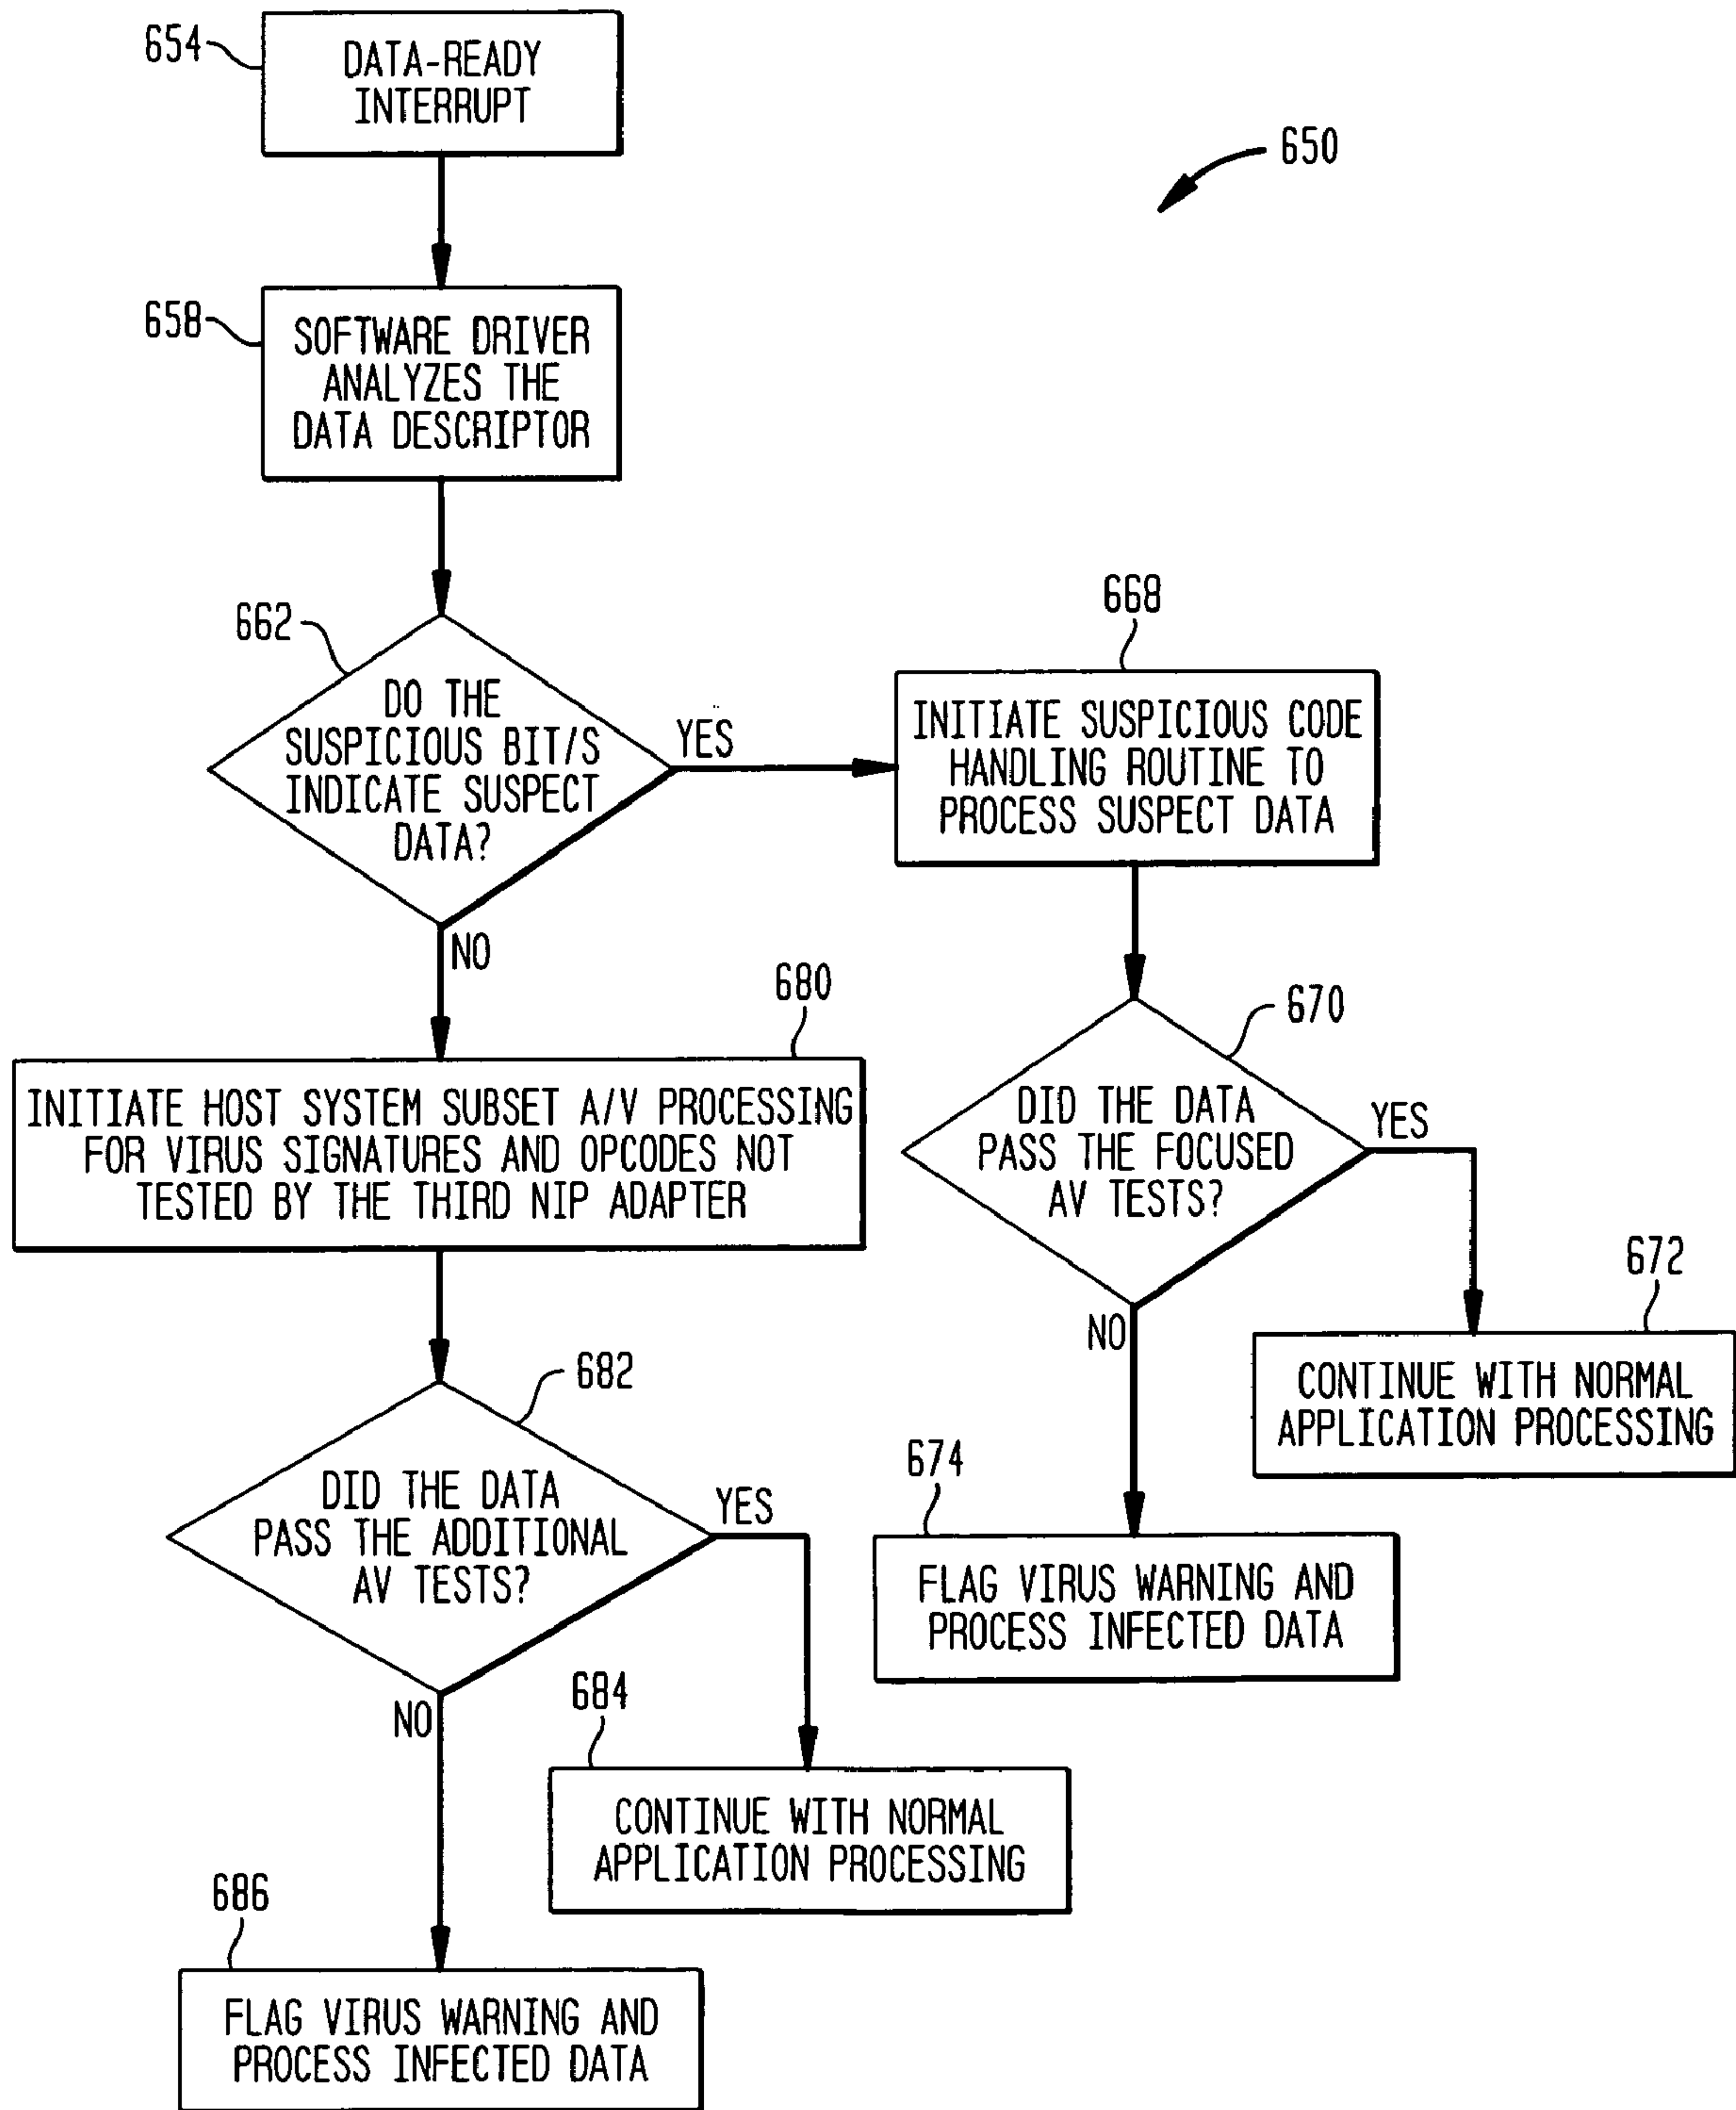 654
DATA-READY
INTERRUPT
650
658
SOFTWARE DRIVER
ANALYZES THE
DATA DESCRIPTOR
662
DO THE
SUSPICIOUS BIT/S
INDICATE SUSPECT
DATA?
YES
NO
668
INITIATE SUSPICIOUS CODE
HANDLING ROUTINE TO
PROCESS SUSPECT DATA
670
DID THE DATA
PASS THE FOCUSED
AV TESTS?
YES
NO
672
CONTINUE WITH NORMAL
APPLICATION PROCESSING
674
FLAG VIRUS WARNING AND
PROCESS INFECTED DATA
680
INITIATE HOST SYSTEM SUBSET A/V PROCESSING
FOR VIRUS SIGNATURES AND OPCODES NOT
TESTED BY THE THIRD NIP ADAPTER
682
DID THE DATA
PASS THE ADDITIONAL
AV TESTS?
YES
NO
684
CONTINUE WITH NORMAL
APPLICATION PROCESSING
686
FLAG VIRUS WARNING AND
PROCESS INFECTED DATA